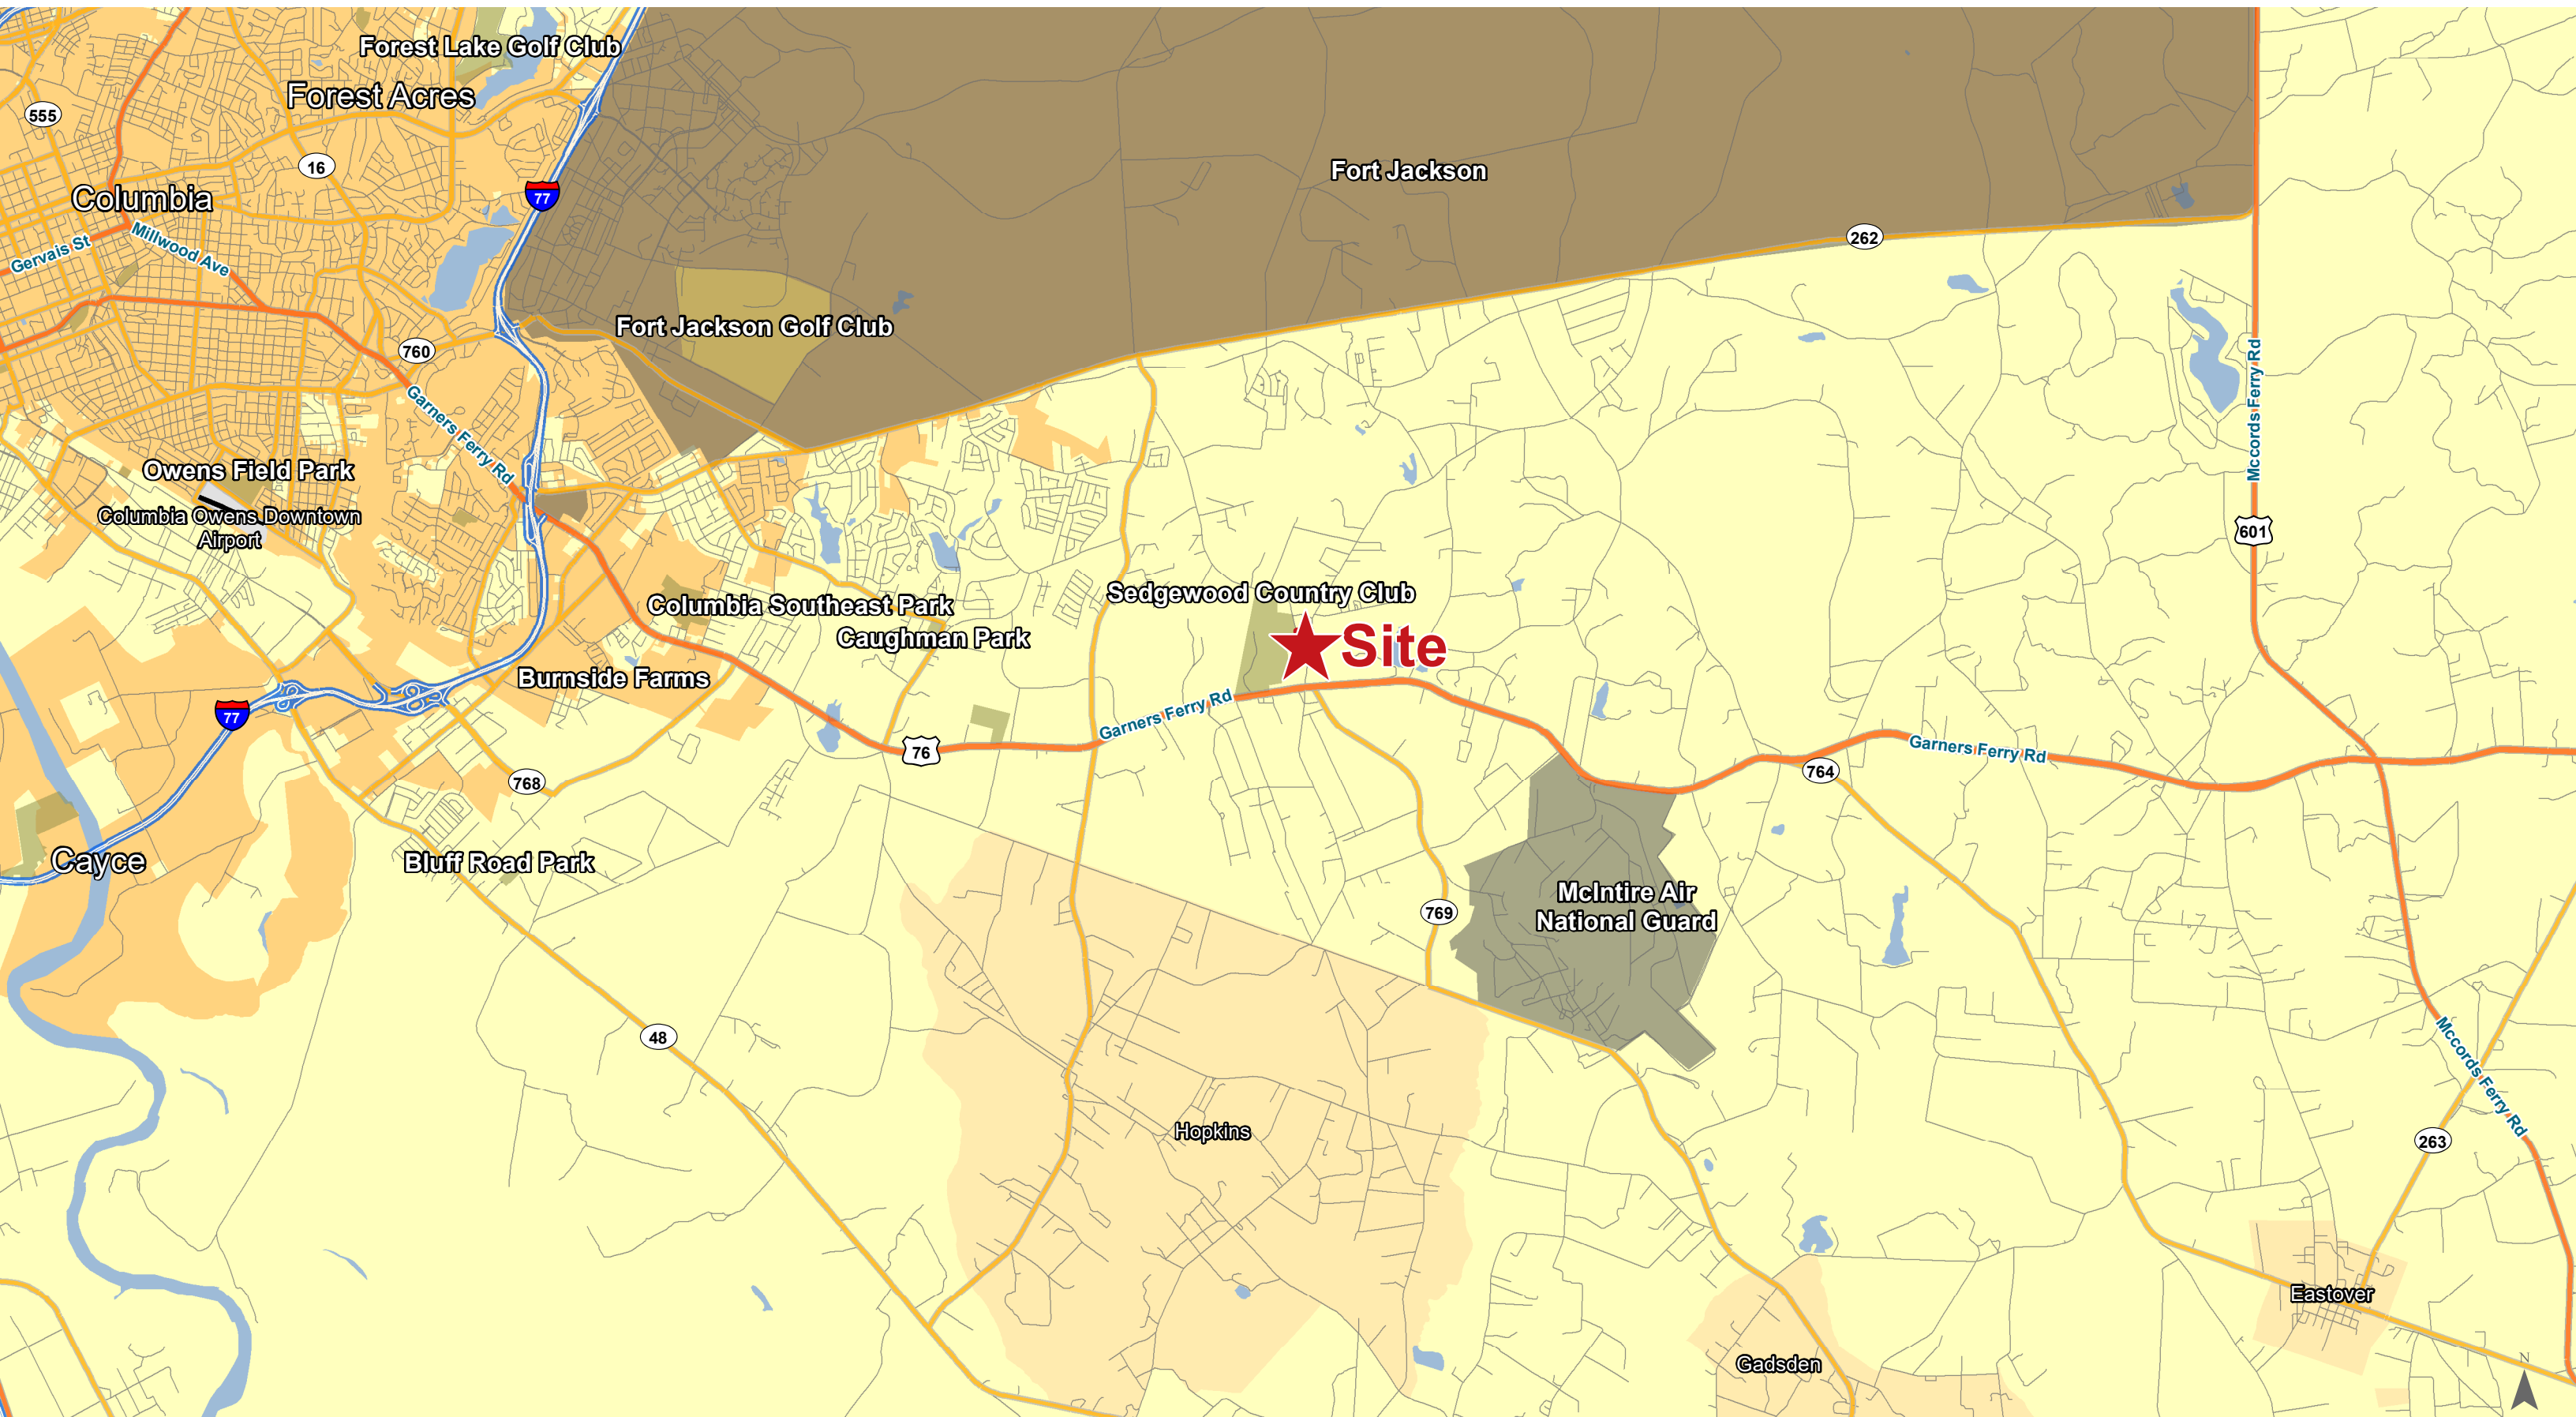 Forest Lake Golf Club
Forest Acres
555
16
Fort Jackson
77
Columbia
Gervais St
Millwood Ave
262
Fort Jackson Golf Club
760
Garners Ferry Rd
Mccords Ferry Rd
Owens Field Park
Columbia Owens Downtown
Airport
601
Sedgewood Country Club
Columbia Southeast Park
Caughman Park
Site
Burnside Farms
77
Garners Ferry Rd
76
Garners Ferry Rd
764
768
Cayce
Bluff Road Park
McIntire Air
National Guard
769
48
Mccords Ferry Rd
Hopkins
263
Eastover
Gadsden
N